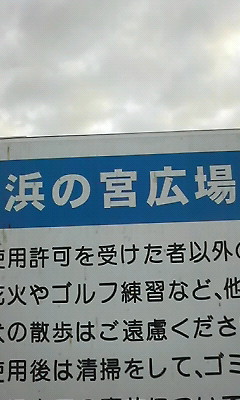 浜の宮広場
使用許可を受けた者以外の
花火やゴルフ練習など、他
犬の散歩はご遠慮くださ
使用後は清掃をして、ゴミ